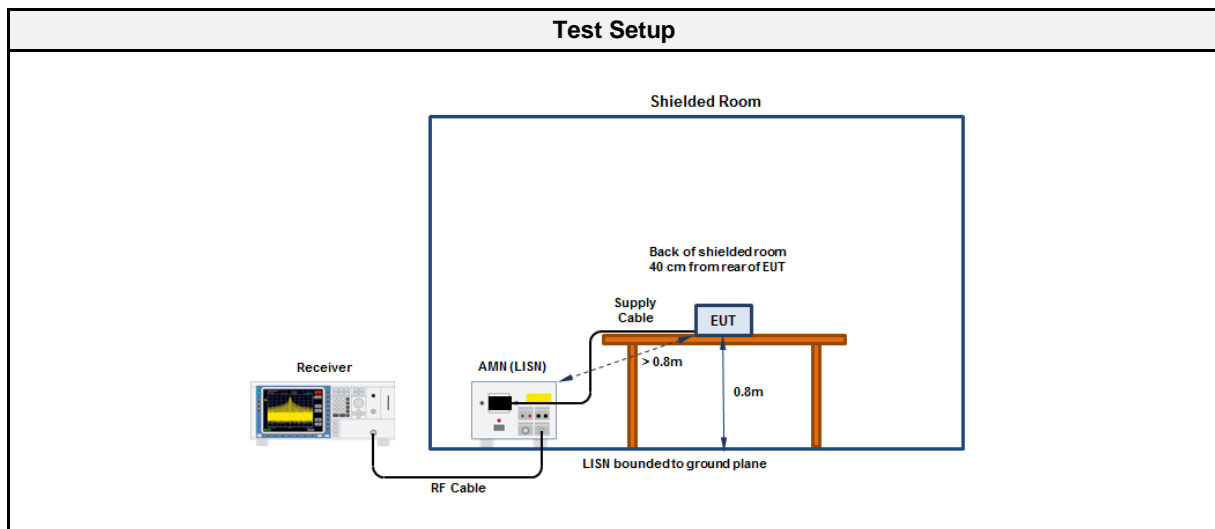 Test Setup
Shielded Room
Back of shielded room
40 cm from rear of EUT
Supply
Cable
EUT
> 0.8m
AMN (LISN)
Receiver
0.8m
LISN bounded to ground plane
RF Cable